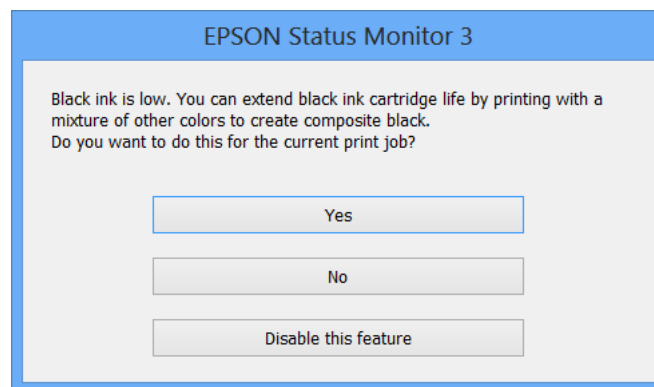 EPSON Status Monitor 3
Black ink is low. You can extend black ink cartridge life by printing with a
mixture of other colors to create composite black.
Do you want to do this for the current print job?
Yes
No
Disable this feature